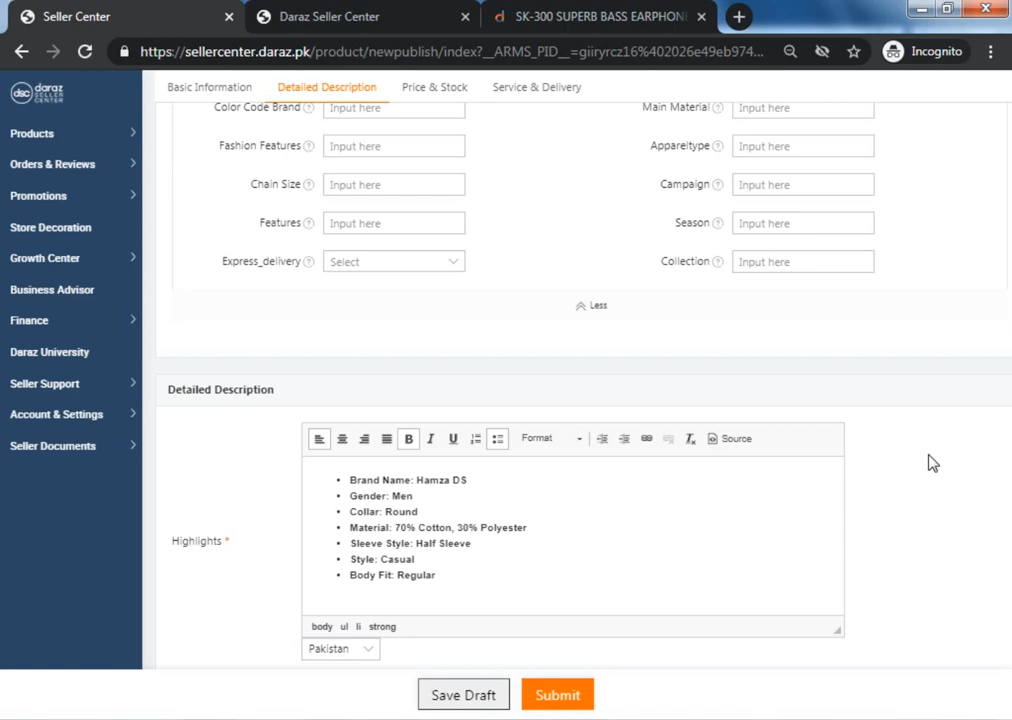 Seller Center
Daraz Seller Center
SK-300 SUPERB BASS EARPHON
https://sellercenter.daraz.pk/product/newpublish/index?__ARMS_PID__=giiryrcz16%402026e49eb974...
Incognito
dsc daraz SELLER CENTER
Basic Information
Detailed Description
Price & Stock
Service & Delivery
Products
Orders & Reviews
Promotions
Store Decoration
Growth Center
Business Advisor
Finance
Daraz University
Seller Support
Account & Settings
Seller Documents
Color Code Brand Input here
Main Material Input here
Fashion Features Input here
Appareltype Input here
Chain Size Input here
Campaign Input here
Features Input here
Season Input here
Express_delivery Select
Collection Input here
Less
Detailed Description
B I U Format Source
Highlights *
• Brand Name: Hamza DS
• Gender: Men
• Collar: Round
• Material: 70% Cotton, 30% Polyester
• Sleeve Style: Half Sleeve
• Style: Casual
• Body Fit: Regular
body ul li strong
Pakistan
Save Draft
Submit